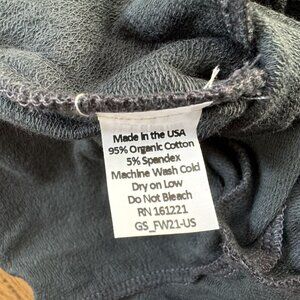 Made in the USA
95% Organic Cotton
5% Spandex
Machine Wash Cold
Dry on Low
Do Not Bleach
RN 161221
GS_FW21-US